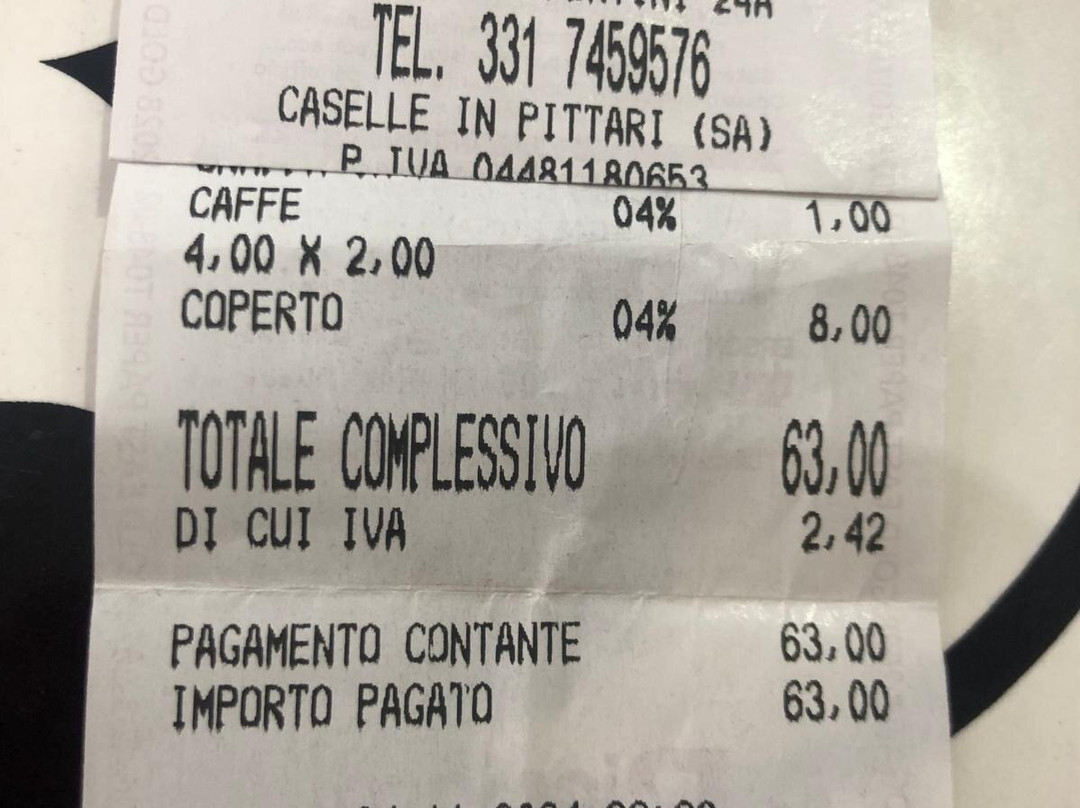 24A
TEL. 331 7459576
CASELLE IN PITTARI (SA)
P. IVA 04481180653
CAFFE 04% 1,00
4,00 X 2,00
COPERTO 04% 8,00
TOTALE COMPLESSIVO 63,00
DI CUI IVA 2,42
PAGAMENTO CONTANTE 63,00
IMPORTO PAGATO 63,00